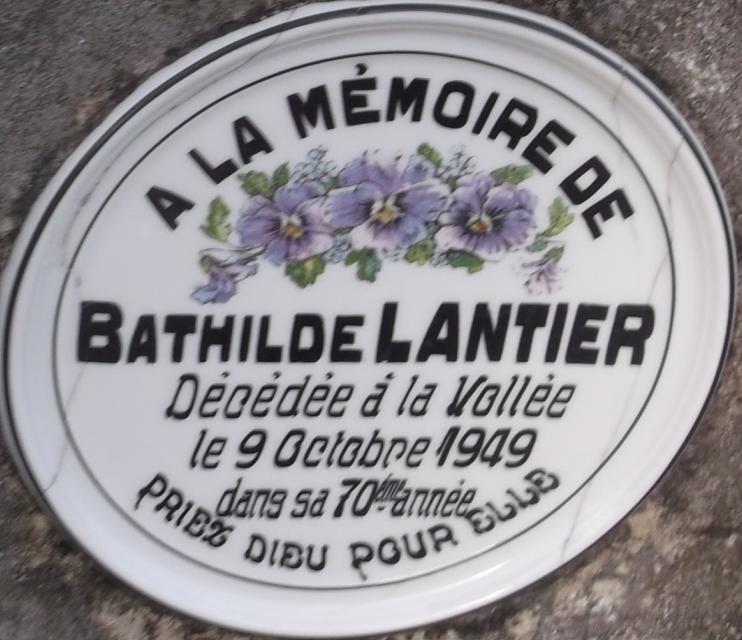 A LA MÉMOIRE DE
BATHILDE LANTIER
Décédée à la Vollée
le 9 Octobre 1949
dans sa 70ème année
PRIEZ DIEU POUR ELLE